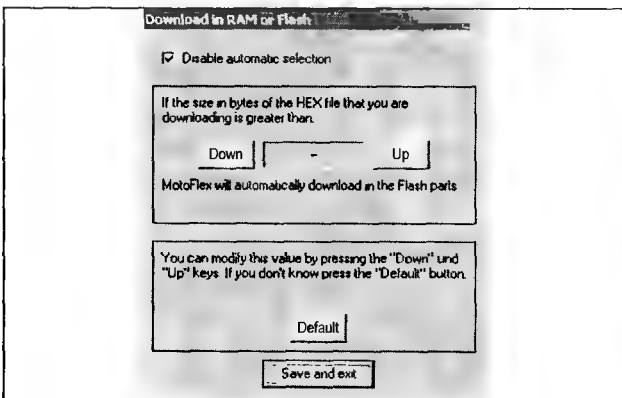 Download in RAM or Flash
Disable automatic selection
If the size in bytes of the HEX file that you are
downloading is greater than.
Down - Up
MotoFlex will automatically download in the Flash parts
You can modify this value by pressing the "Down" und
"Up" keys. If you don't know press the "Default" button.
Default
Save and exit